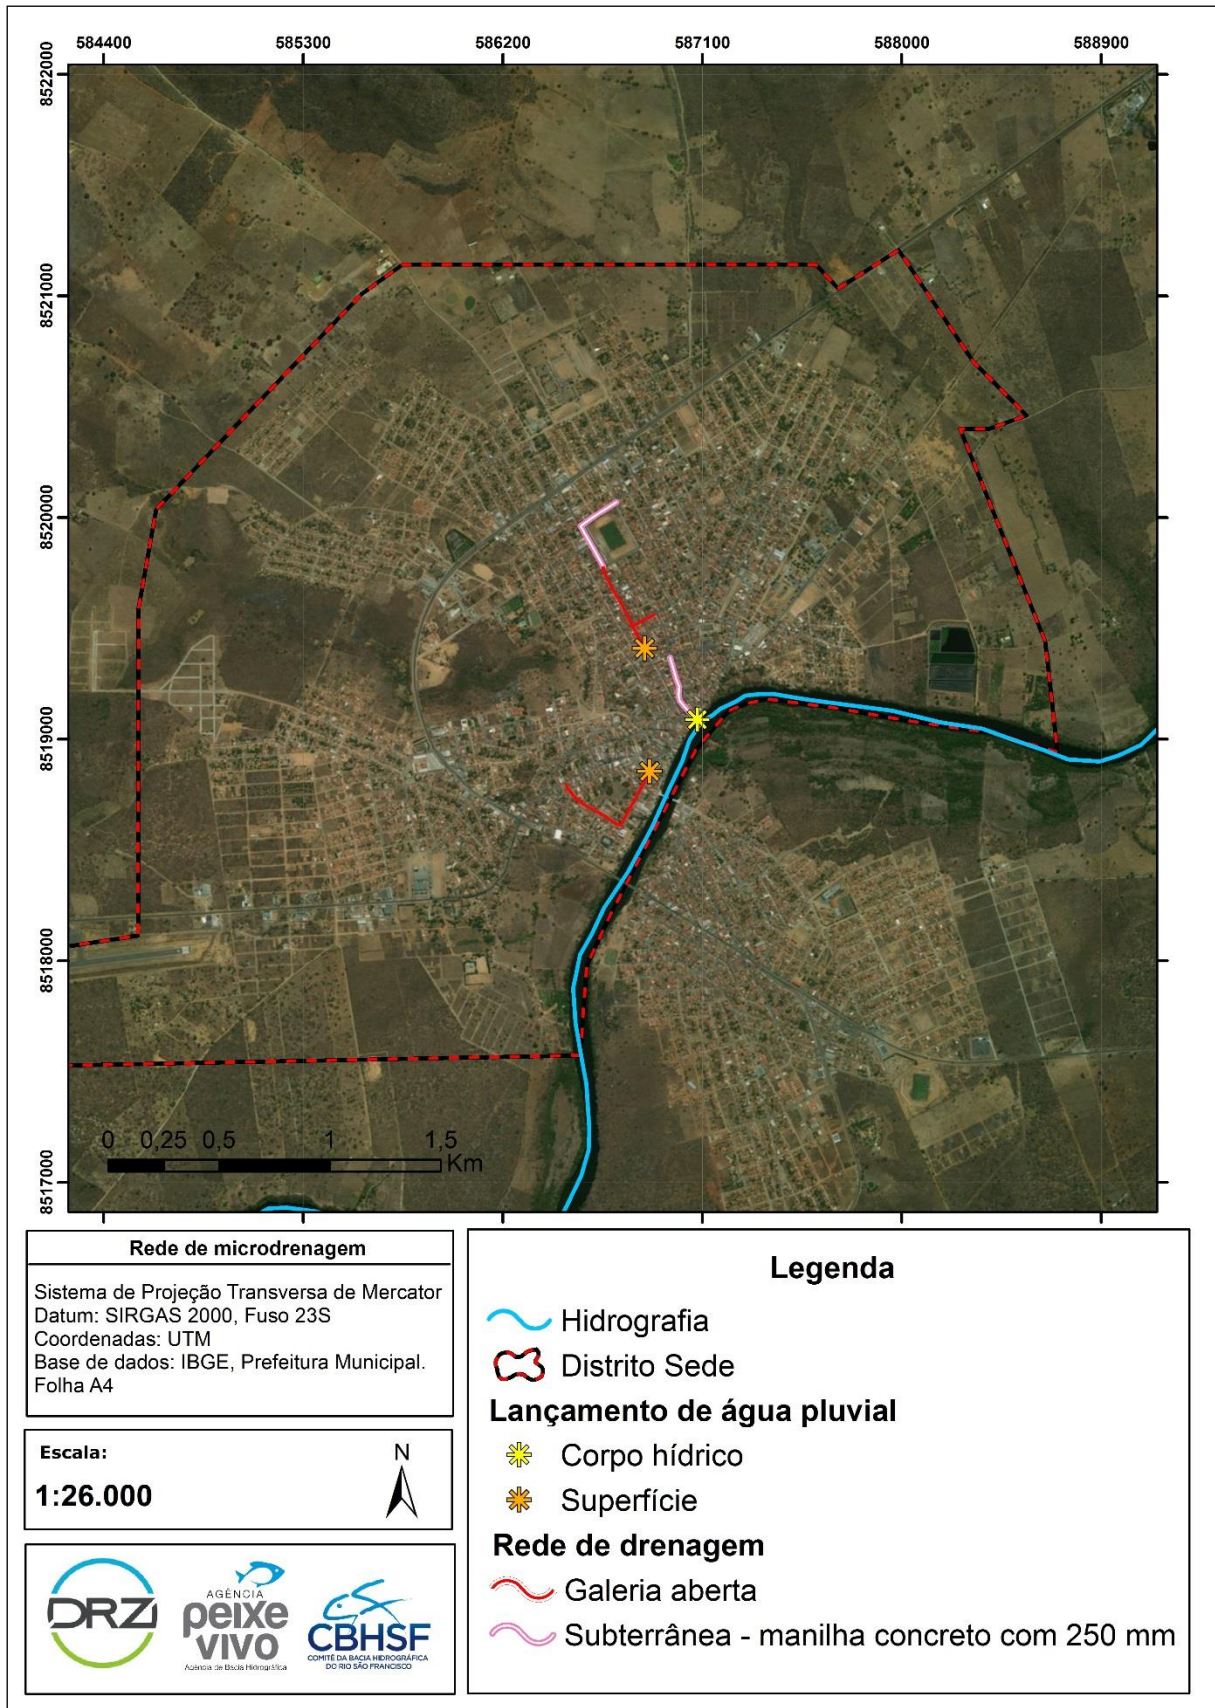 584400 585300 586200 587100 588000 588900
8522000
8521000
8520000
8519000
8518000
8517000
0 0,25 0,5 1 1,5
Km
Rede de microdrenagem
Sistema de Projeção Transversa de Mercator
Datum: SIRGAS 2000, Fuso 23S
Coordenadas: UTM
Base de dados: IBGE, Prefeitura Municipal.
Folha A4
Escala:
1:26.000
N
DRZ
AGÊNCIA
peixe
vivo
Agência de Bacia Hidrográfica
CBHSF
COMITÊ DA BACIA HIDROGRÁFICA
DO RIO SÃO FRANCISCO
Legenda
Hidrografia
Distrito Sede
Lançamento de água pluvial
Corpo hídrico
Superfície
Rede de drenagem
Galeria aberta
Subterrânea - manilha concreto com 250 mm